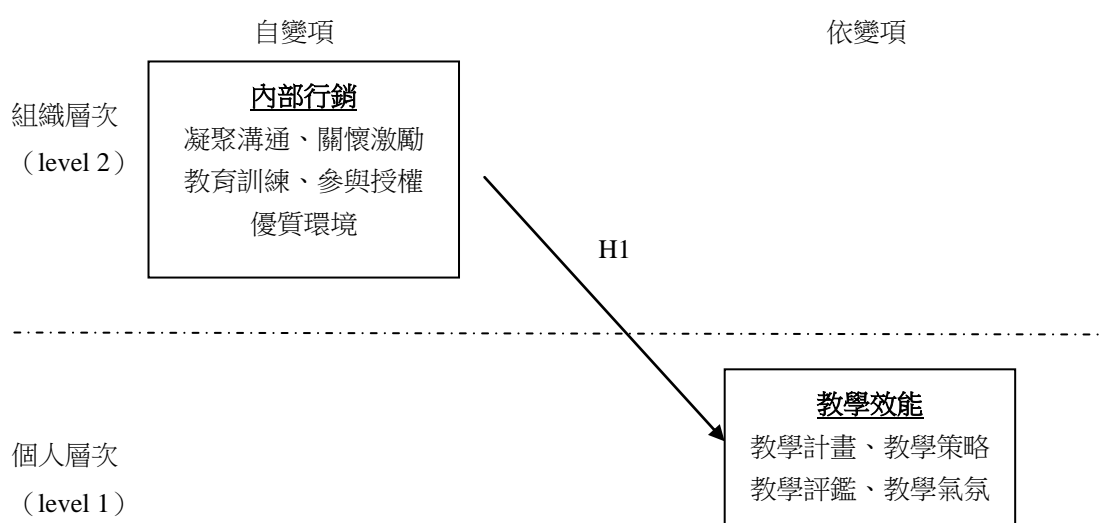 自變項
依變項
內部行銷
凝聚溝通、關懷激勵
教育訓練、參與授權
優質環境
組織層次
（level 2）
H1
教學效能
教學計畫、教學策略
教學評鑑、教學氣氛
個人層次
（level 1）